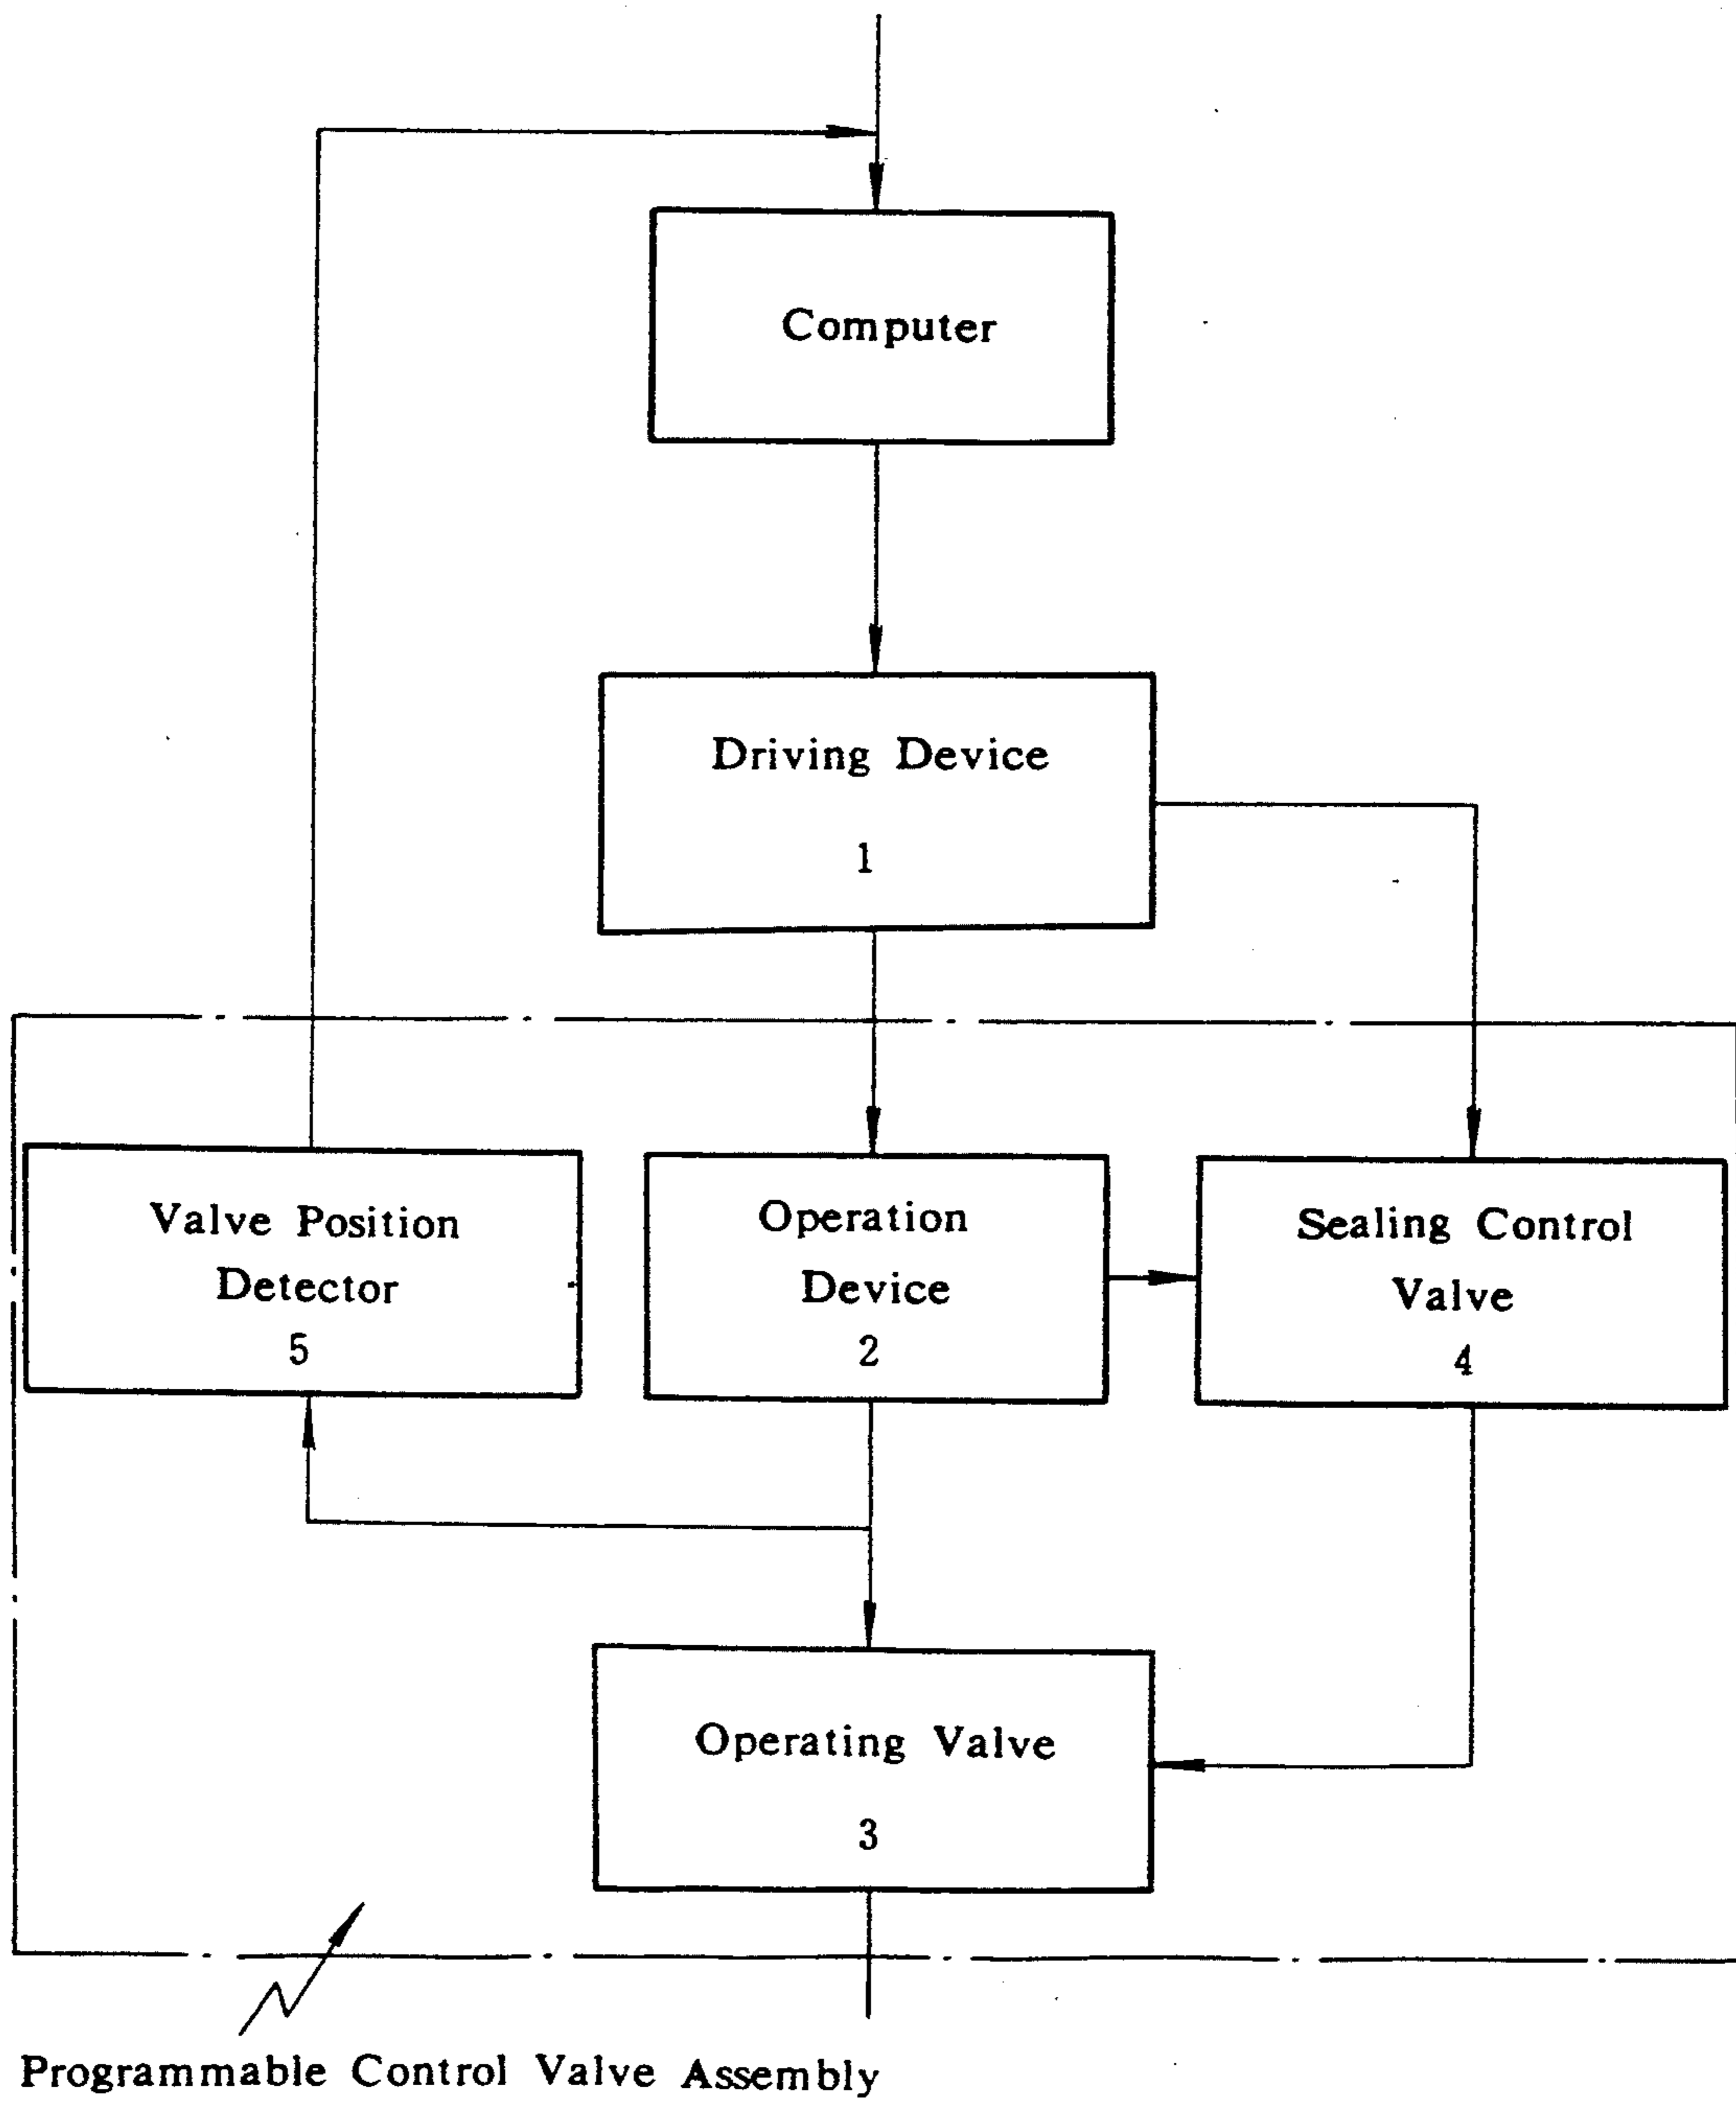 Computer
Driving Device
1
Valve Position
Detector
5
Operation
Device
2
Sealing Control
Valve
4
Operating Valve
3
Programmable Control Valve Assembly